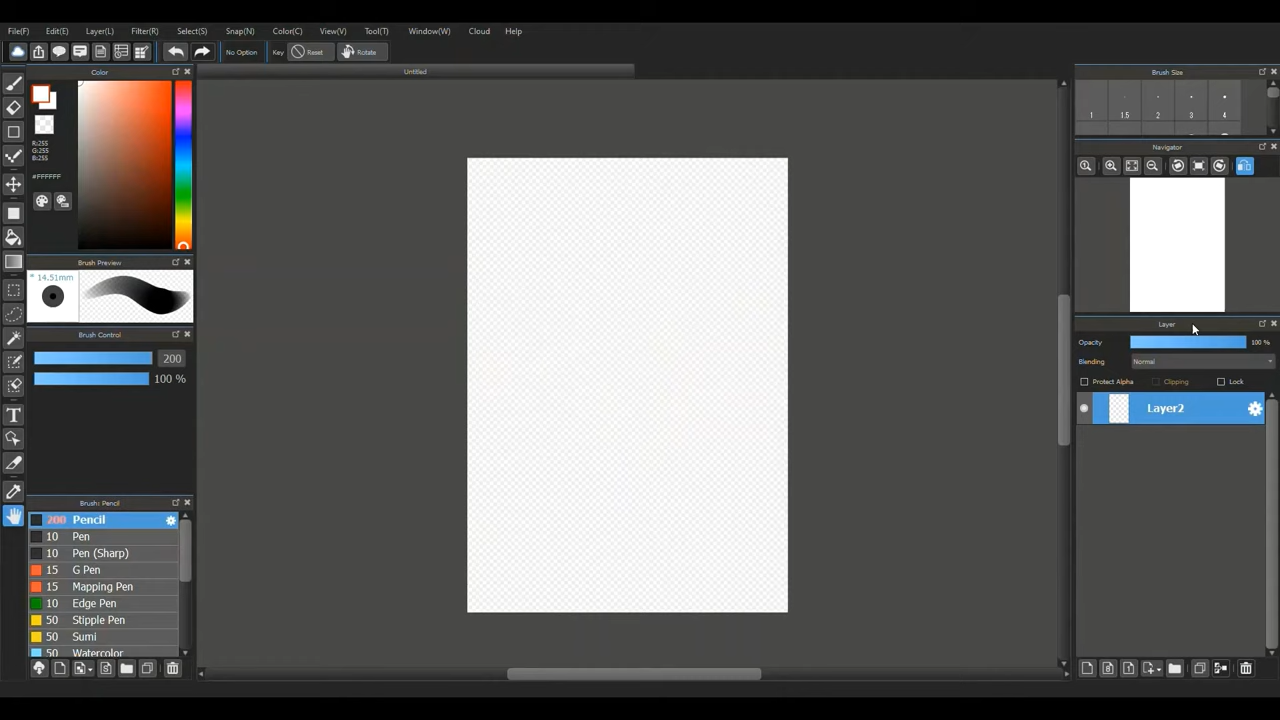 File(F) Edit(E) Layer(L) Filter(R) Select(S) Snap(N) Color(C) View(V) Tool(T) Window(W) Cloud Help
No Option Key Reset Rotate
Color
Untitled
Brush Size
R:255
G:255
B:255
#FFFFFF
1 1.5 2 3 4
Navigator
Brush Preview
* 14.51mm
Brush Control
200
100 %
Layer
Opacity 100 %
Blending Normal
Protect Alpha Clipping Lock
Layer2
Brush: Pencil
200 Pencil
10 Pen
10 Pen (Sharp)
15 G Pen
15 Mapping Pen
10 Edge Pen
50 Stipple Pen
50 Sumi
50 Watercolor